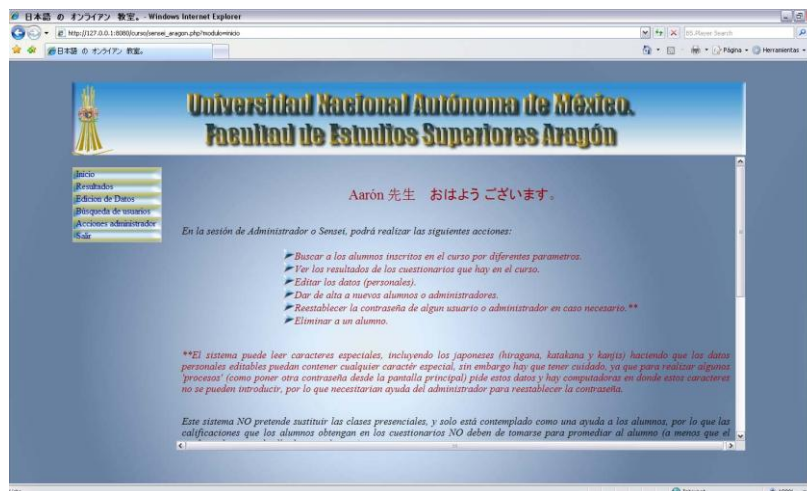 日本語 の オンライアン 教室。 - Windows Internet Explorer
http://127.0.0.1:8080/curso/sensei_aragon.php?modulo=inicio
BS.Player Search
日本語 の オンライアン 教室。
Página
Herramientas
Universidad Nacional Autónoma de México.
Facultad de Estudios Superiores Aragón
Inicio
Resultados
Edicion de Datos
Búsqueda de usuarios
Acciones administrador
Salir
Aarón 先生 おはよう ございます。
En la sesión de Administrador o Sensei, podrá realizar las siguientes acciones:
Buscar a los alumnos inscritos en el curso por diferentes parametros.
Ver los resultados de los cuestionarios que hay en el curso.
Editar los datos (personales).
Dar de alta a nuevos alumnos o administradores.
Reestablecer la contraseña de algun usuario o administrador en caso necesario.**
Eliminar a un alumno.
**El sistema puede leer caracteres especiales, incluyendo los japoneses (hiragana, katakana y kanjis) haciendo que los datos
personales editables puedan contener cualquier caractér especial, sin embargo hay que tener cuidado, ya que para realizar algunos
'procesos' (como poner otra contraseña desde la pantalla principal) pide estos datos y hay computadoras en donde estos caracteres
no se pueden introducir, por lo que necesitarian ayuda del administrador para reestablecer la contraseña.
Este sistema NO pretende sustituir las clases presenciales, y solo está contemplado como una ayuda a los alumnos, por lo que las
calificaciones que los alumnos obtengan en los cuestionarios NO deben de tomarse para promediar al alumno (a menos que el